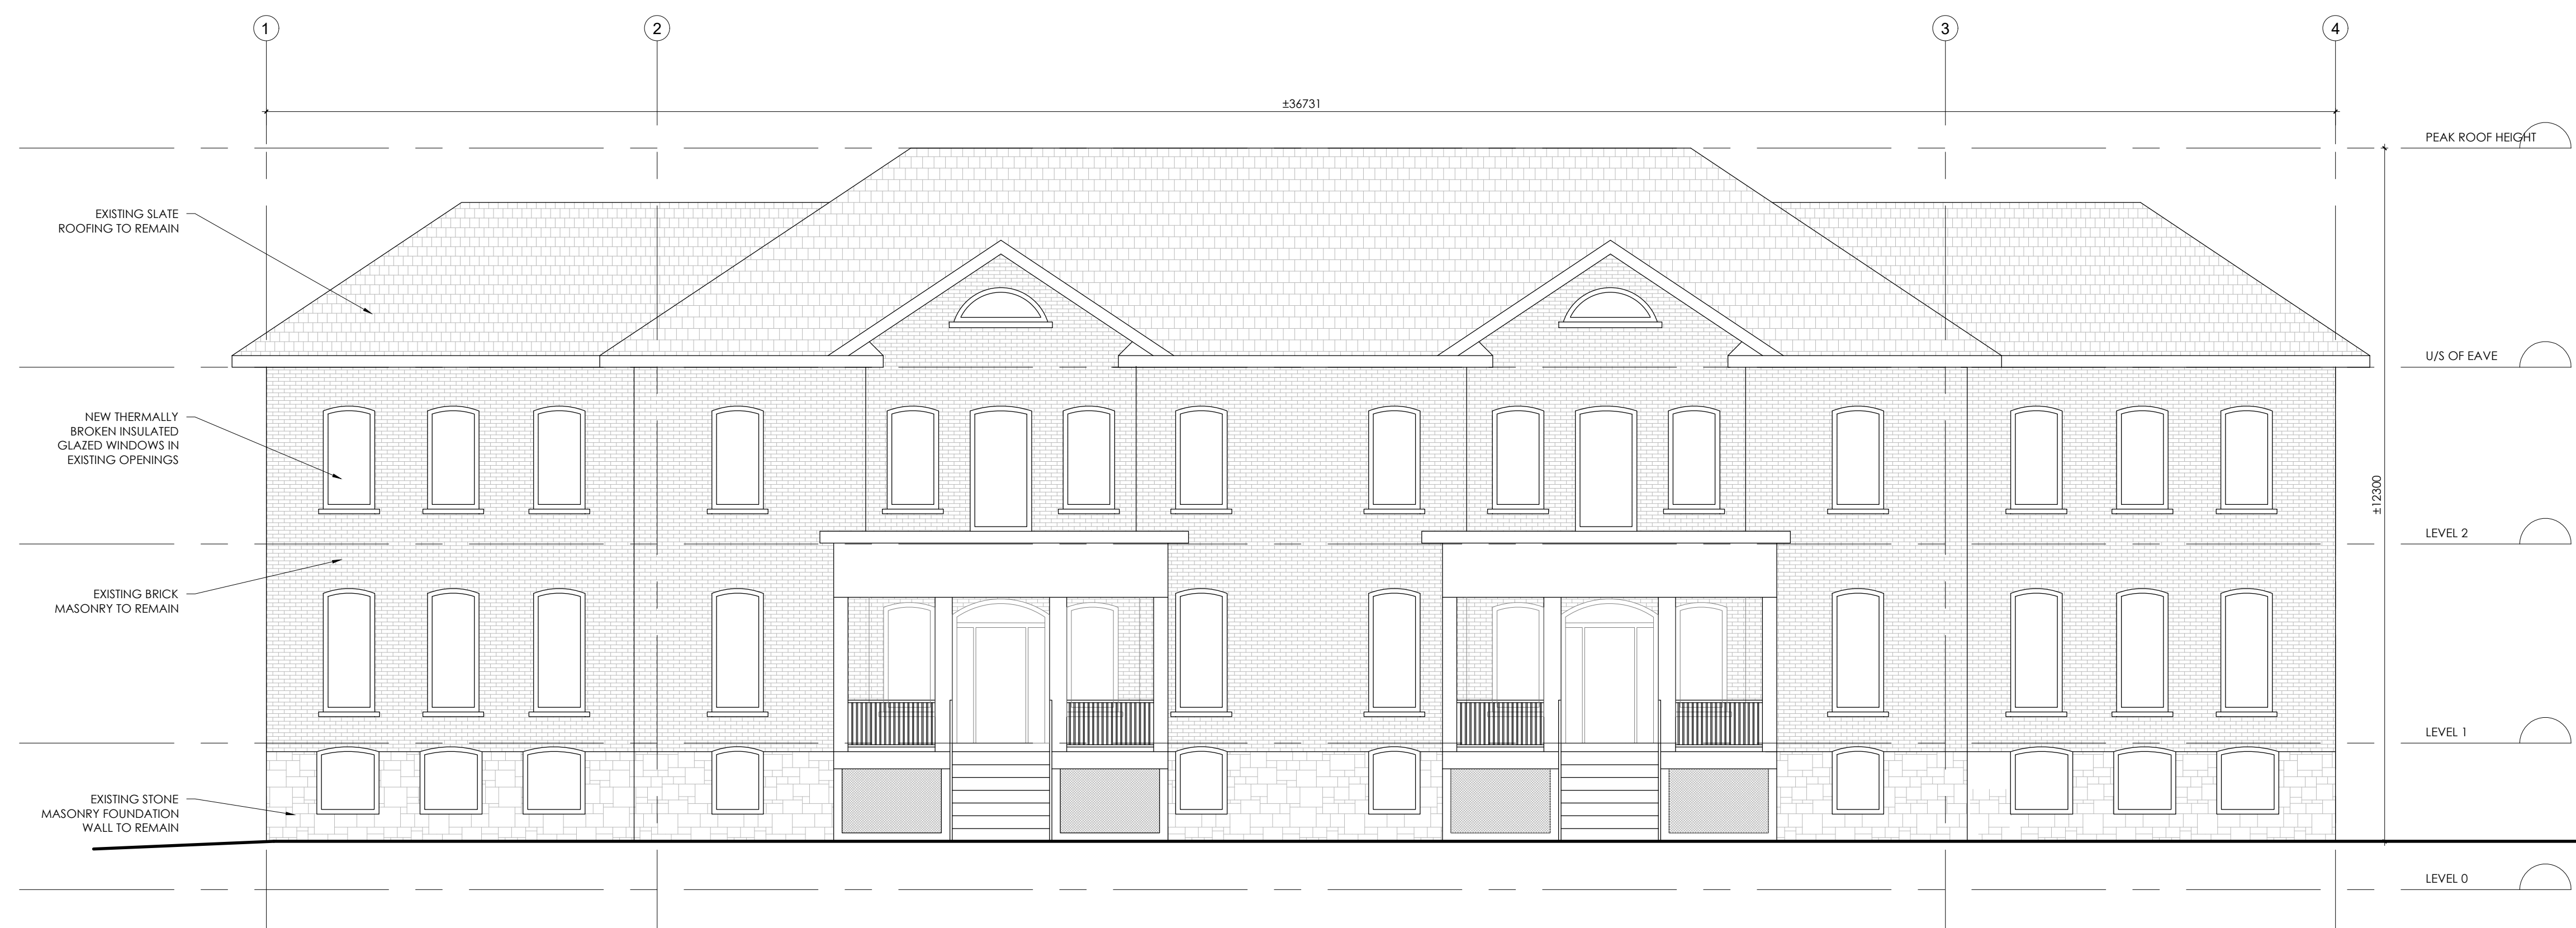 1
2
3
4
±36731
PEAK ROOF HEIGHT
EXISTING SLATE
ROOFING TO REMAIN
U/S OF EAVE
NEW THERMALLY
BROKEN INSULATED
GLAZED WINDOWS IN
EXISTING OPENINGS
±12300
LEVEL 2
EXISTING BRICK
MASONRY TO REMAIN
LEVEL 1
EXISTING STONE
MASONRY FOUNDATION
WALL TO REMAIN
LEVEL 0